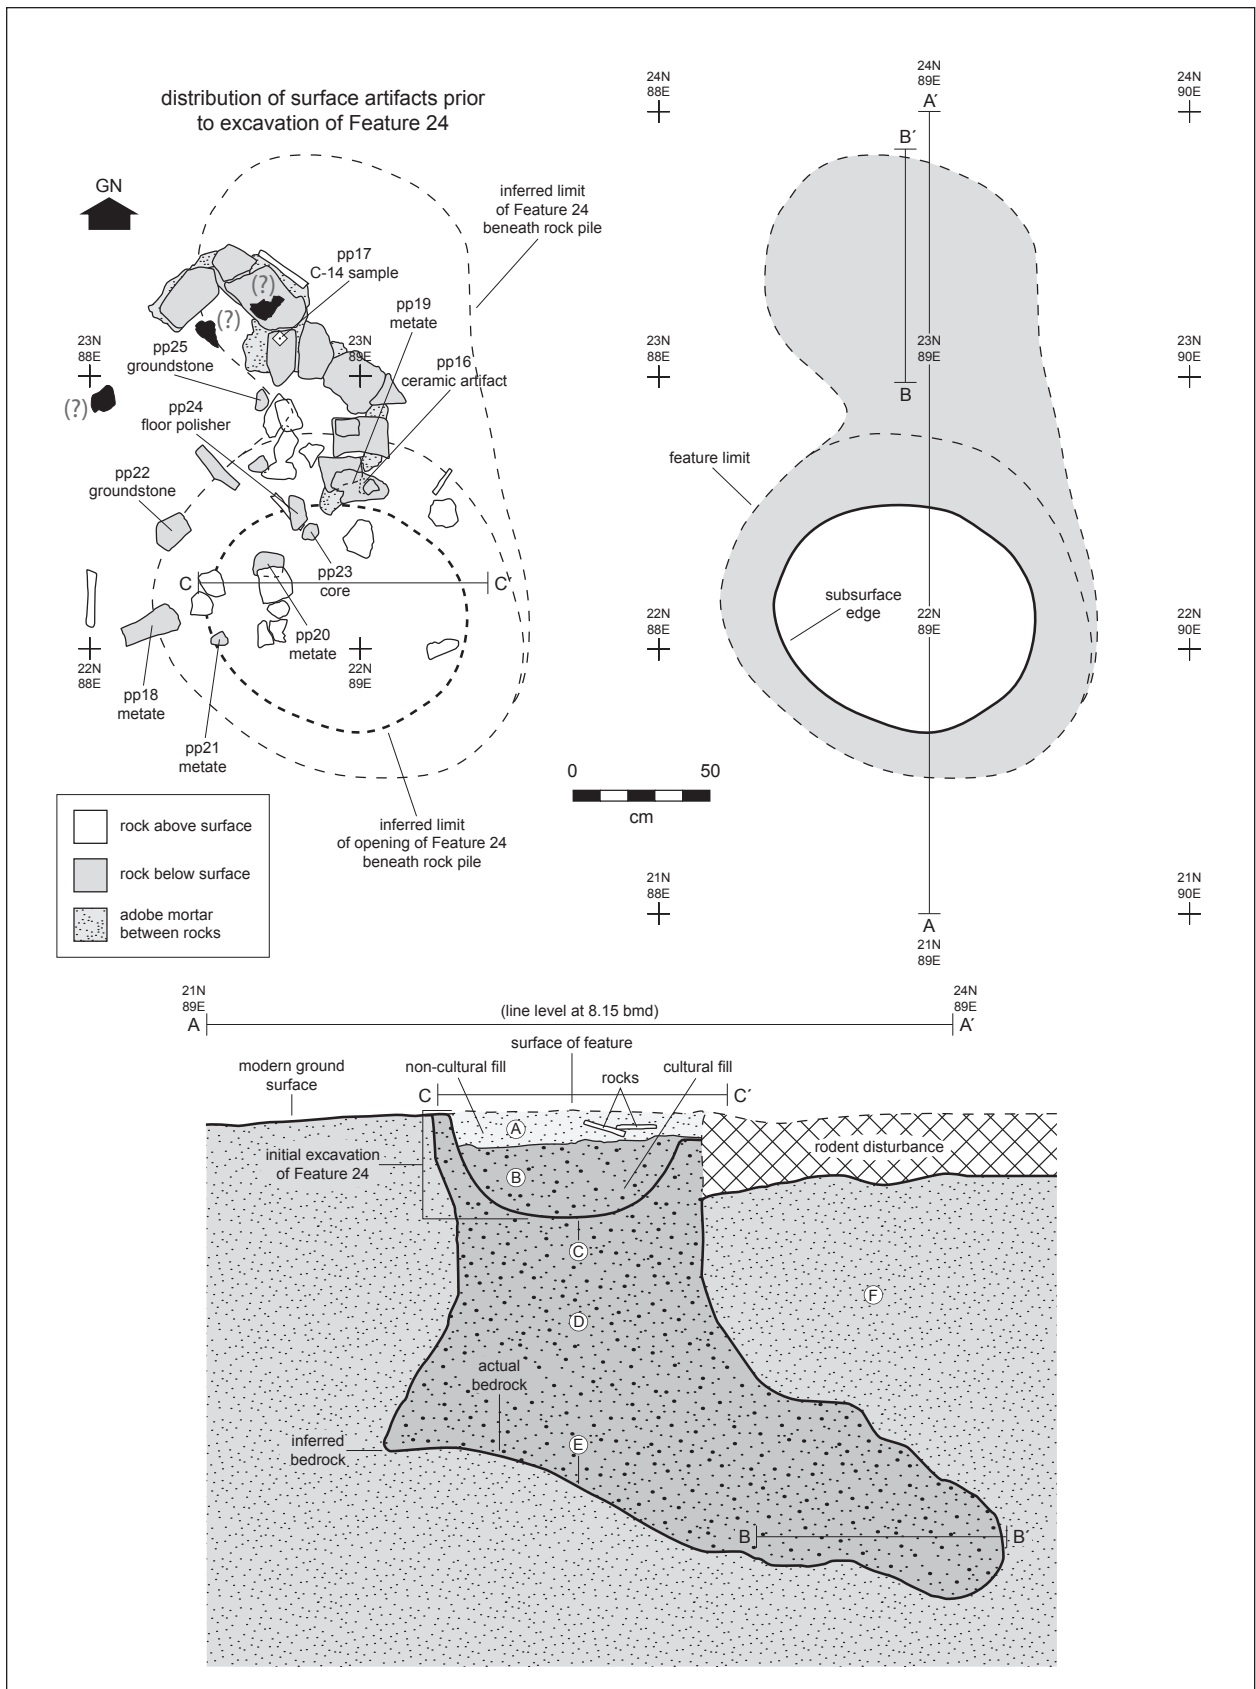 distribution of surface artifacts prior
to excavation of Feature 24
GN
inferred limit
of Feature 24
beneath rock pile
pp17
C-14 sample
(?)
(?)
pp19
metate
23N
88E
pp25
groundstone
23N
89E
pp16
ceramic artifact
(?)
pp24
floor polisher
pp22
groundstone
C
C´
pp23
core
pp20
metate
22N
88E
22N
89E
pp18
metate
pp21
metate
inferred limit
of opening of Feature 24
beneath rock pile
rock above surface
rock below surface
adobe mortar
between rocks
0 50
cm
24N
88E
24N
89E
A´
24N
90E
B´
23N
88E
23N
89E
23N
90E
B
feature limit
subsurface
edge
22N
88E
22N
89E
22N
90E
21N
88E
A
21N
89E
21N
90E
21N
89E
A
(line level at 8.15 bmd)
24N
89E
A´
surface of feature
modern ground
surface
non-cultural fill
rocks
cultural fill
C
C´
A
initial excavation
of Feature 24
B
rodent disturbance
C
D
F
actual
bedrock
inferred
bedrock
E
B
B